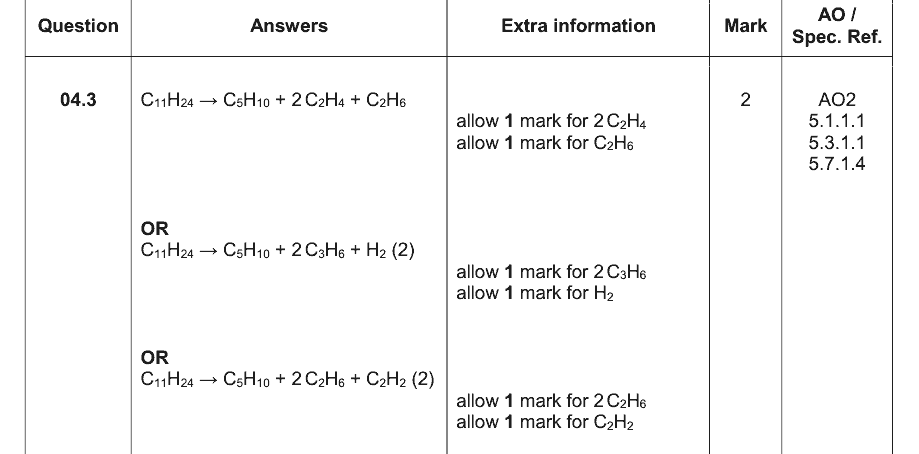 Question Answers Extra information Mark AO / Spec. Ref.
04.3 C₁₁H₂₄ → C₅H₁₀ + 2 C₂H₄ + C₂H₆ 2 AO2
allow 1 mark for 2 C₂H₄ 5.1.1.1
allow 1 mark for C₂H₆ 5.3.1.1
5.7.1.4
OR
C₁₁H₂₄ → C₅H₁₀ + 2 C₃H₆ + H₂ (2)
allow 1 mark for 2 C₃H₆
allow 1 mark for H₂
OR
C₁₁H₂₄ → C₅H₁₀ + 2 C₂H₆ + C₂H₂ (2)
allow 1 mark for 2 C₂H₆
allow 1 mark for C₂H₂